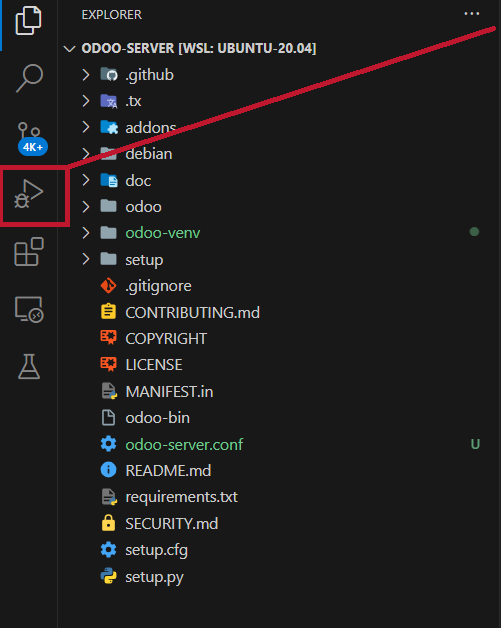 EXPLORER
ODOO-SERVER [WSL: UBUNTU-20.04]
.github
.tx
addons
4K+
debian
doc
odoo
odoo-venv
setup
.gitignore
CONTRIBUTING.md
COPYRIGHT
LICENSE
MANIFEST.in
odoo-bin
odoo-server.conf U
README.md
requirements.txt
SECURITY.md
setup.cfg
setup.py